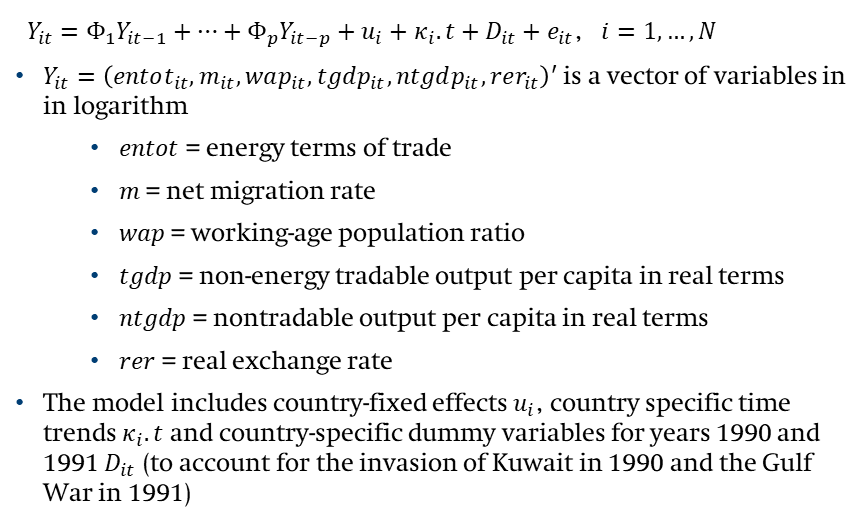 Y_{it} = Φ_1Y_{it−1} + ⋯ + Φ_pY_{it−p} + u_i + κ_i.t + D_{it} + e_{it},   i = 1, … , N
• Y_{it} = (entot_{it}, m_{it}, wap_{it}, tgdp_{it}, ntgdp_{it}, rer_{it})′ is a vector of variables in
in logarithm
• entot = energy terms of trade
• m = net migration rate
• wap = working-age population ratio
• tgdp = non-energy tradable output per capita in real terms
• ntgdp = nontradable output per capita in real terms
• rer = real exchange rate
• The model includes country-fixed effects u_i, country specific time
trends κ_i.t and country-specific dummy variables for years 1990 and
1991 D_{it} (to account for the invasion of Kuwait in 1990 and the Gulf
War in 1991)